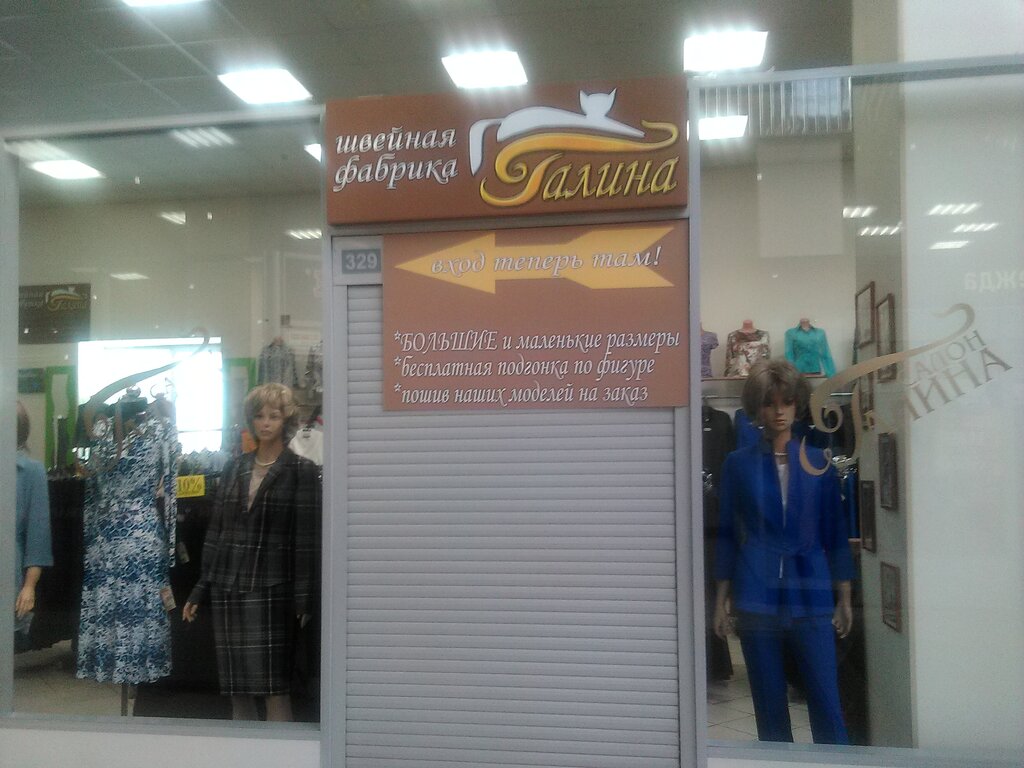 швейная
фабрика
Галина
329
вход теперь там!
*БОЛЬШИЕ и маленькие размеры
*бесплатная подгонка по фигуре
*пошив наших моделей на заказ
Галина
10%